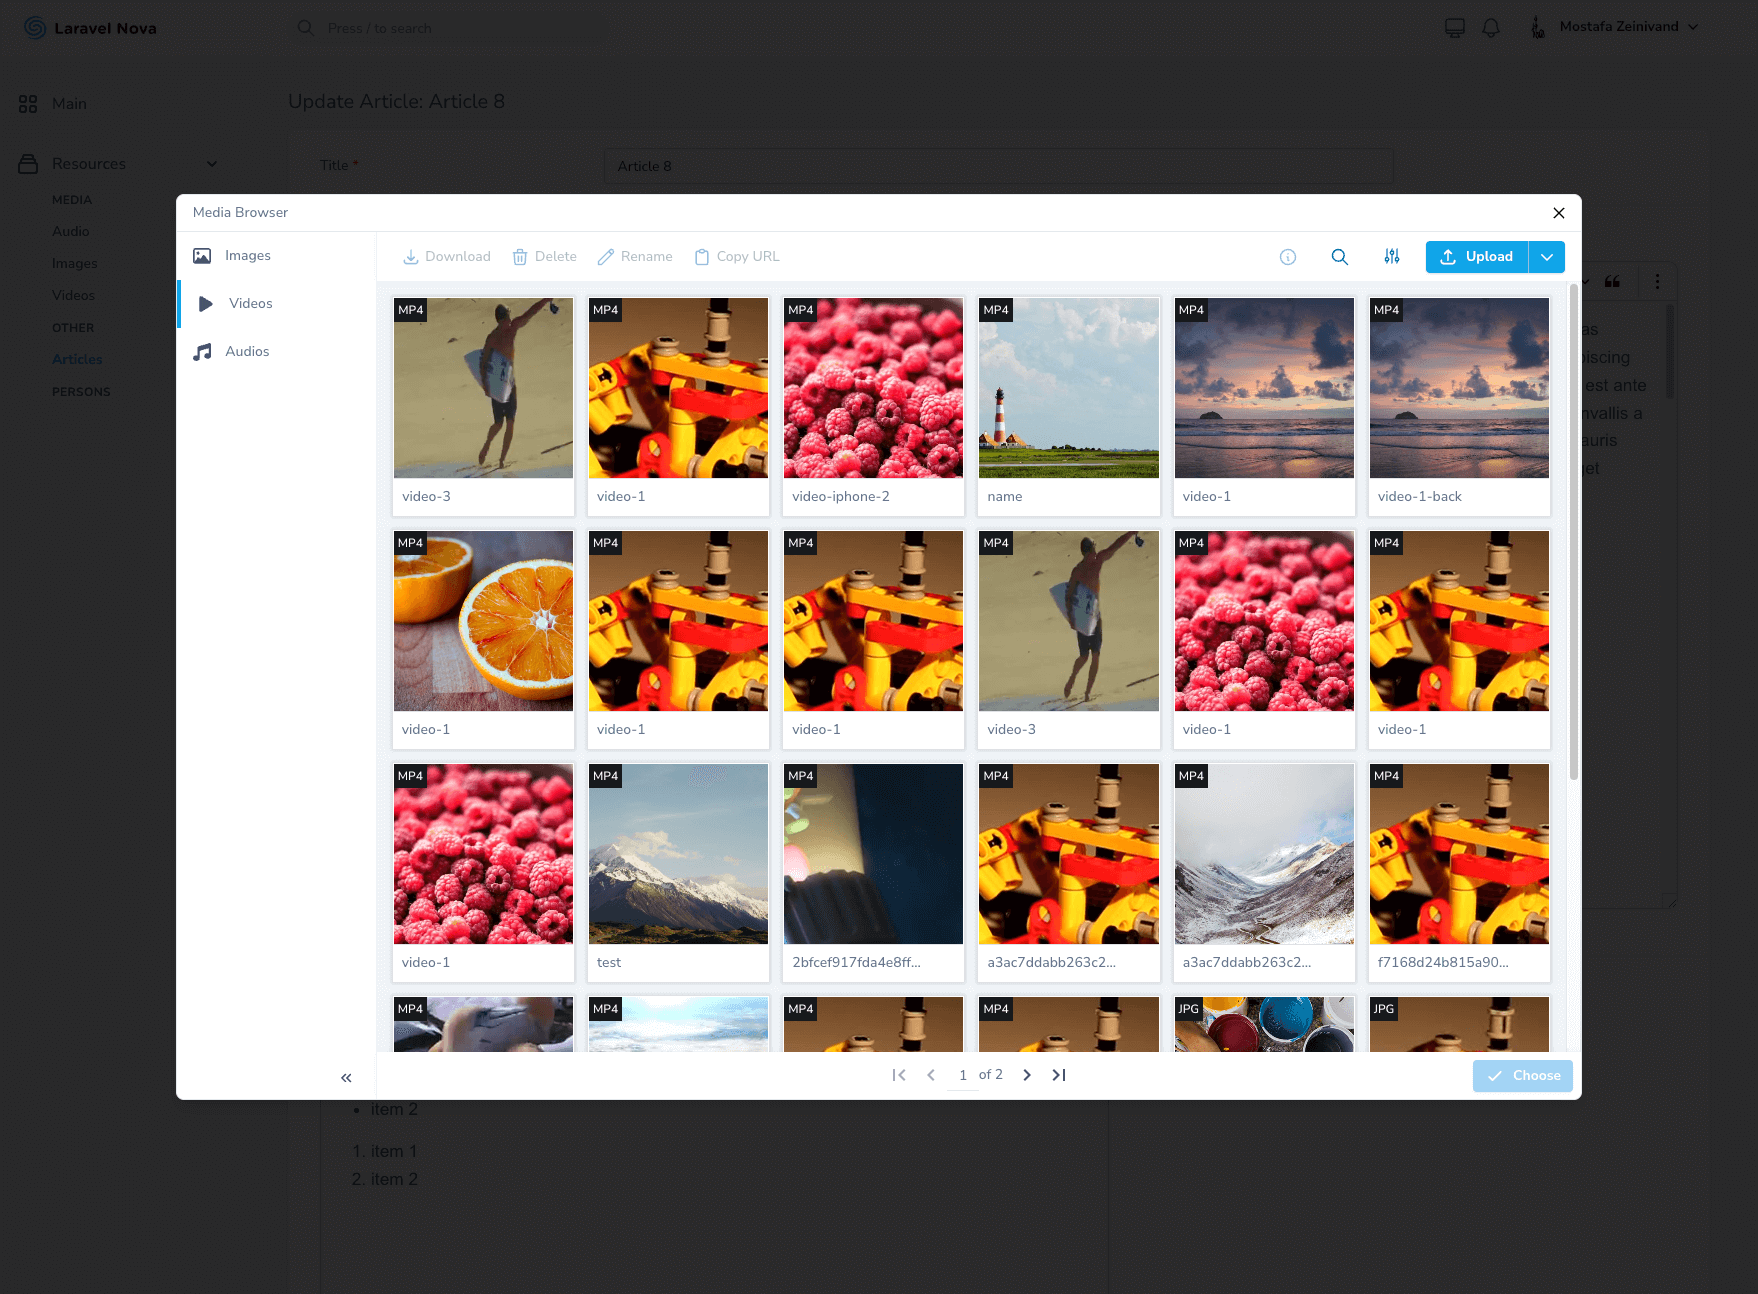 Laravel Nova
Press / to search
Mostafa Zeinivand
Main
Update Article: Article 8
Resources
Title *
Article 8
MEDIA
Audio
Images
Videos
OTHER
Articles
PERSONS
Media Browser
Images
Videos
Audios
Download
Delete
Rename
Copy URL
Upload
MP4
MP4
MP4
MP4
MP4
MP4
video-3
video-1
video-iphone-2
name
video-1
video-1-back
MP4
MP4
MP4
MP4
MP4
MP4
video-1
video-1
video-1
video-3
video-1
video-1
MP4
MP4
MP4
MP4
MP4
MP4
video-1
test
2bfcef917fda4e8ff...
a3ac7ddabb263c2...
a3ac7ddabb263c2...
f7168d24b815a90...
MP4
MP4
MP4
MP4
JPG
JPG
1 of 2
Choose
as
piscing
est ante
nvallis a
auris
get
• item 2
1. item 1
2. item 2